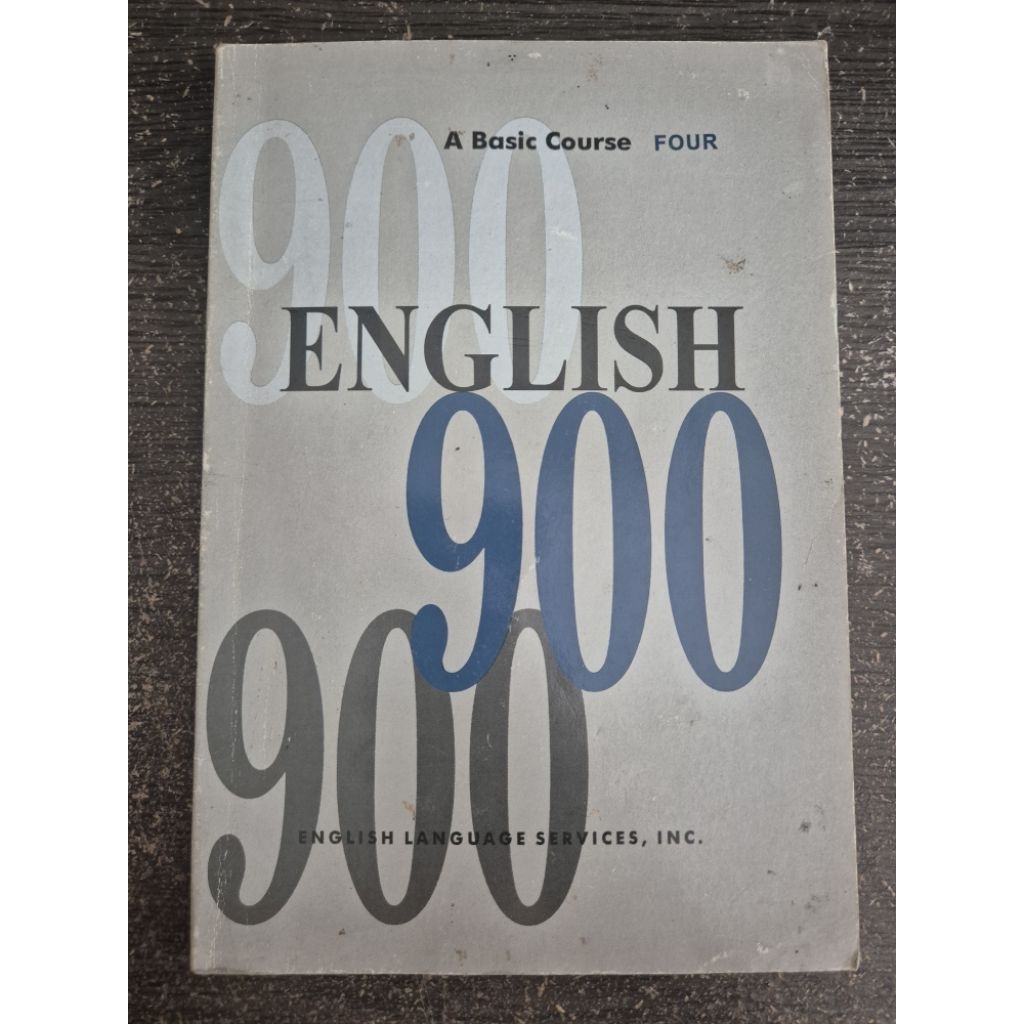 A Basic Course FOUR
900
ENGLISH
900
900
ENGLISH LANGUAGE SERVICES, INC.